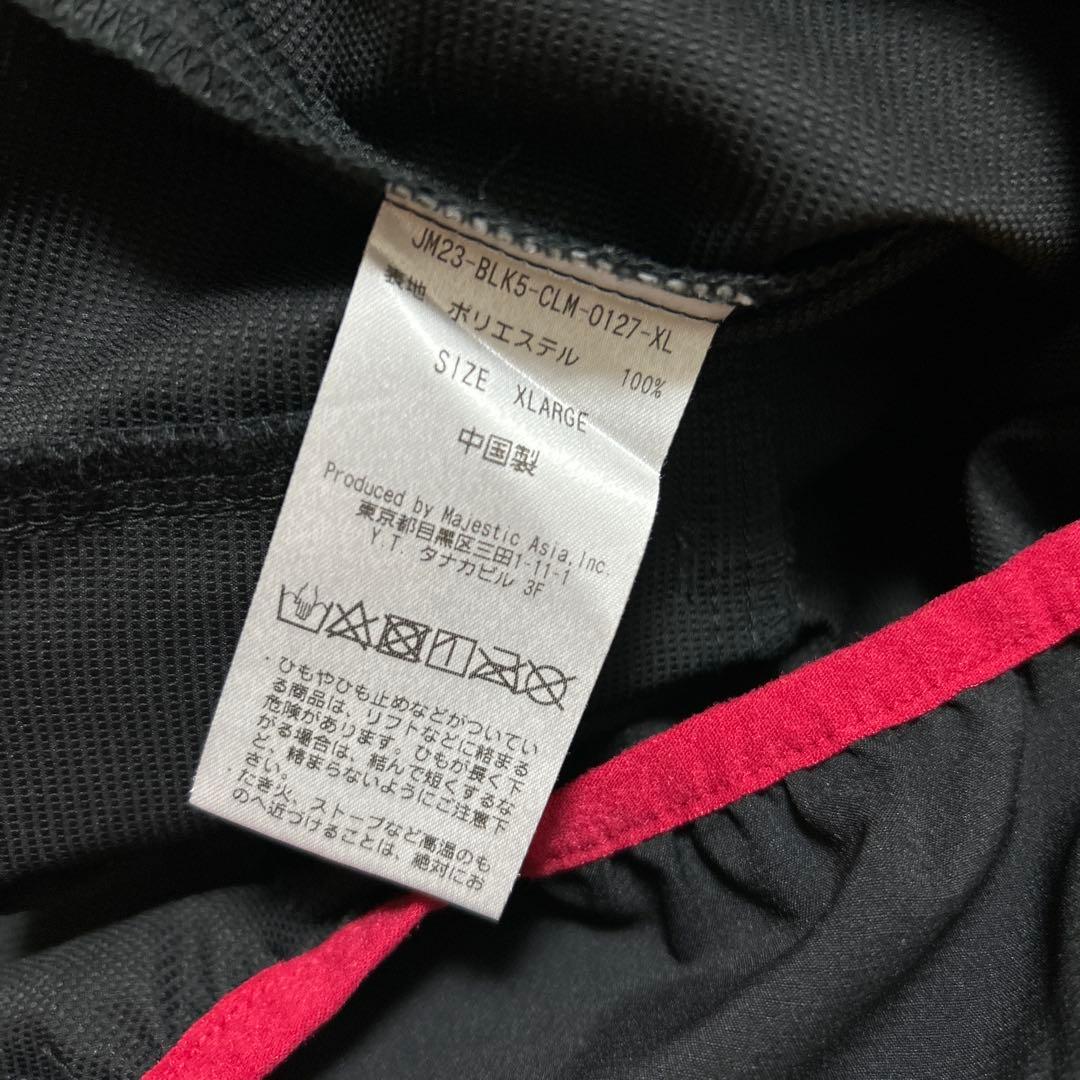 JM23-BLK5-CLM-0127-XL
表地 ポリエステル 100%
SIZE XLARGE
中国製
Produced by Majestic Asia,Inc.
東京都目黒区三田1-11-1
Y.T. タナカビル 3F
・ひもやひも止めなどがついてい
る商品は、リフトなどに絡まる
危険があります。ひもが長く下
がる場合は、結んで短くするな
ど、絡まらないようにご注意下
さい。
・たき火、ストーブなど高温のも
のへ近づけることは、絶対にお